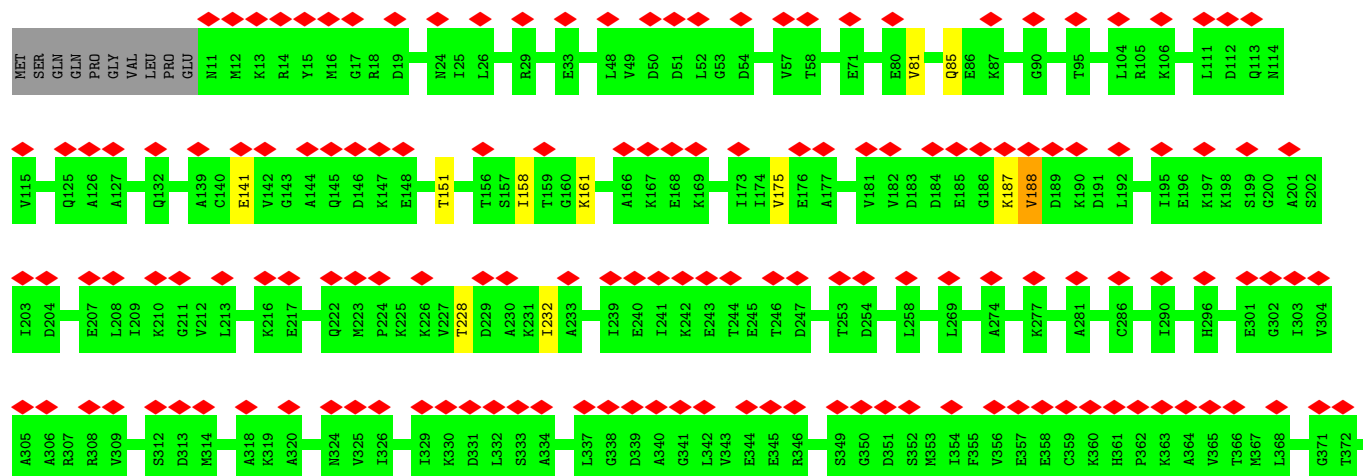 MET SER GLN GLN PRO GLY VAL LEU PRO GLU N11 M12 K13 R14 Y15 M16 G17 R18 D19 N24 I25 L26 R29 E33 L48 V49 D50 D51 L52 G53 D54 V57 T58 E71 E80 V81 Q85 E86 K87 G90 T95 L104 R105 K106 L111 D112 Q113 N114
V115 Q125 A126 A127 Q132 A139 C140 E141 V142 G143 A144 Q145 D146 K147 E148 T151 T156 S157 I158 T159 G160 K161 A166 K167 E168 K169 I173 I174 V175 E176 A177 V181 V182 D183 D184 E185 G186 K187 V188 D189 K190 D191 L192 I195 E196 K197 K198 S199 G200 A201 S202
I203 D204 E207 L208 I209 K210 G211 V212 L213 K216 E217 Q222 M223 P224 K225 K226 V227 T228 D229 A230 K231 I232 A233 I239 E240 I241 K242 E243 T244 E245 T246 D247 T253 D254 L258 L269 A274 K277 A281 C286 I290 H296 E301 G302 I303 V304
A305 A306 R307 R308 V309 S312 D313 M314 A318 K319 A320 N324 V325 I326 I329 K330 D331 L332 S333 A334 L337 G338 D339 A340 G341 L342 V343 E344 E345 R346 S349 G350 D351 S352 M353 I354 F355 V356 E357 E358 C359 K360 H361 P362 K363 A364 V365 T366 M367 L368 G371 T372